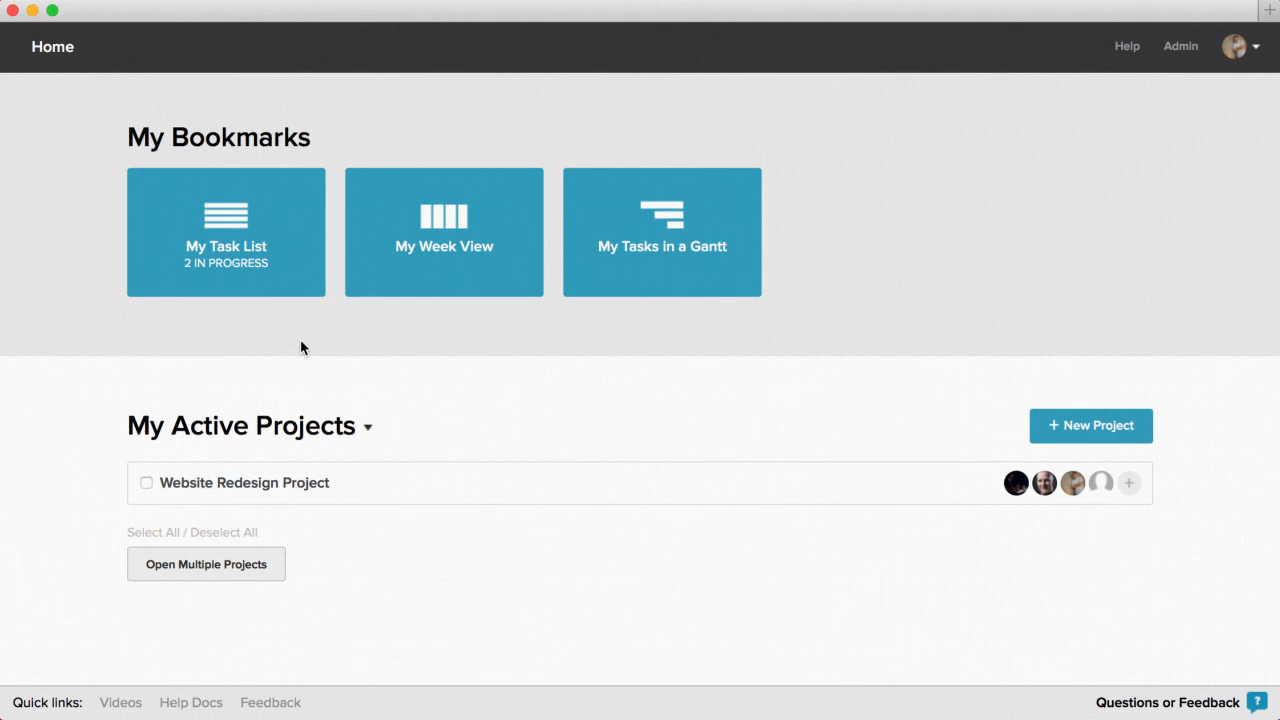 Home
Help
Admin
My Bookmarks
My Task List
2 IN PROGRESS
My Week View
My Tasks in a Gantt
My Active Projects
+ New Project
Website Redesign Project
Select All / Deselect All
Open Multiple Projects
Quick links: Videos Help Docs Feedback
Questions or Feedback ?